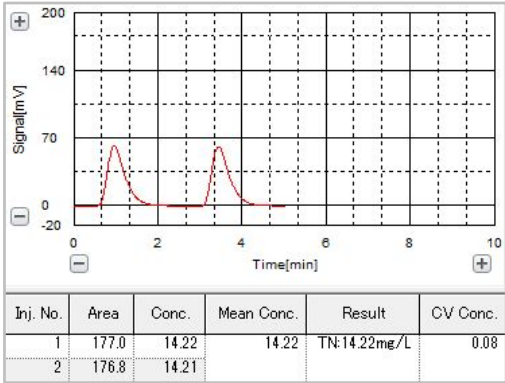 200
140
70
0
-20
Signal[mV]
0 2 4 6 8 10
Time[min]
Inj. No. Area Conc. Mean Conc. Result CV Conc.
1 177.0 14.22 14.22 TN:14.22mg/L 0.08
2 176.8 14.21